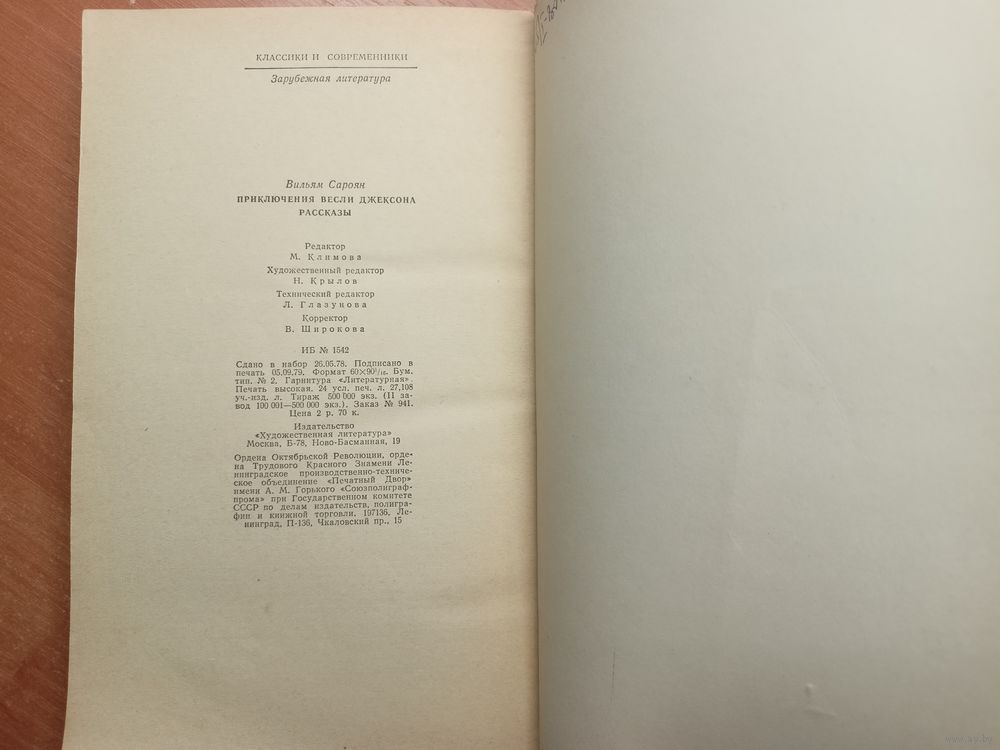 КЛАССИКИ И СОВРЕМЕННИКИ
Зарубежная литература
Вильям Сароян
ПРИКЛЮЧЕНИЯ ВЕСЛИ ДЖЕКСОНА
РАССКАЗЫ
Редактор
М. Климова
Художественный редактор
Н. Крылов
Технический редактор
Л. Глазунова
Корректор
В. Широкова
ИБ № 1542
Сдано в набор 26.05.78. Подписано в
печать 05.09.79. Формат 60×90¹/₁₆. Бум.
тип. № 2. Гарнитура «Литературная».
Печать высокая. 24 усл. печ. л. 27,108
уч.-изд. л. Тираж 500 000 экз. (II за-
вод 100 001—500 000 экз.). Заказ № 941.
Цена 2 р. 70 к.
Издательство
«Художественная литература»
Москва, Б-78, Ново-Басманная, 19
Ордена Октябрьской Революции, орде-
на Трудового Красного Знамени Ле-
нинградское производственно-техниче-
ское объединение «Печатный Двор»
имени А. М. Горького «Союзполиграф-
прома» при Государственном комитете
СССР по делам издательств, полигра-
фии и книжной торговли. 197136, Ле-
нинград, П-136, Чкаловский пр., 15
www.ay.by